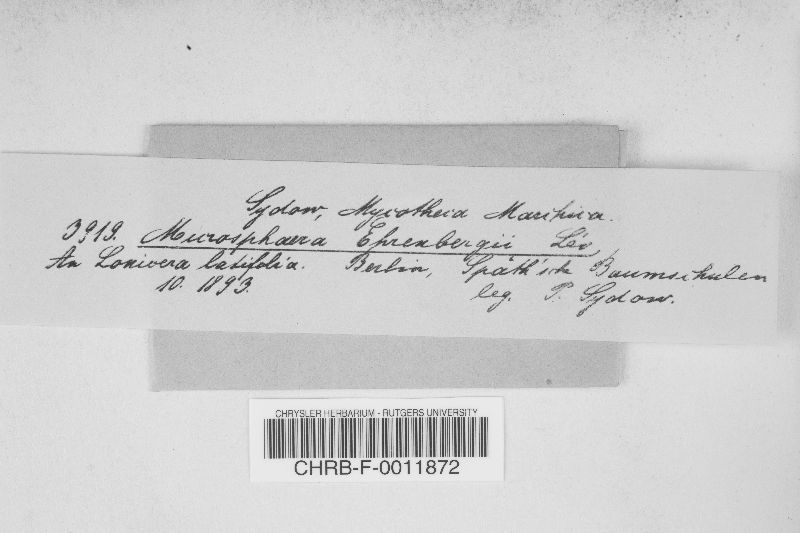 Sydow, Mycotheca Marchica.
3919. Microsphaera Ehrenbergii Lév.
An Lonicera latifolia. Berlin, Späth'sche Baumschulen
10. 1893. leg. P. Sydow.
CHRYSLER HERBARIUM - RUTGERS UNIVERSITY
CHRB-F-0011872